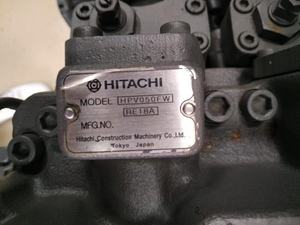 HITACHI
MODEL HPV050FW
RE18A
MFG.NO.
Hitachi Construction Machinery Co.,Ltd.
Tokyo Japan